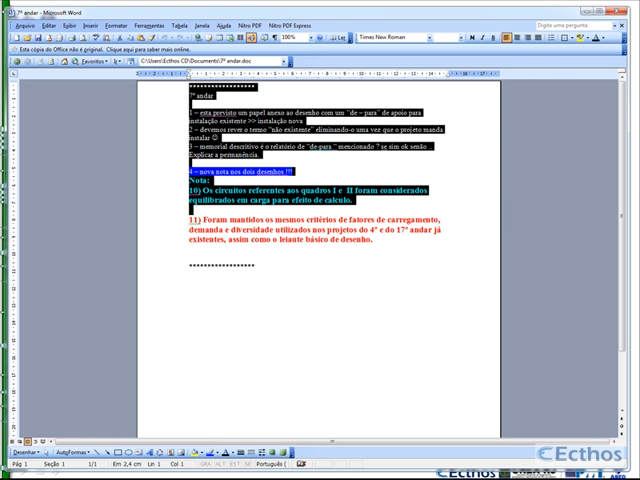 7º andar - Microsoft Word
Arquivo Editar Exibir Inserir Formatar Ferramentas Tabela Janela Ajuda Nitro PDF Nitro PDF Express
Digite uma pergunta
Esta cópia do Office não é original. Clique aqui para saber mais online.
100% Times New Roman N I S
Favoritos C:\Users\Ecthos CD\Documents\7º andar.doc
******************
7º andar
1 – esta previsto um papel anexo ao desenho com um "de – para" de apoio para
instalação existente >> instalação nova
2 – devemos rever o termo "não existente" eliminando-o uma vez que o projeto manda
instalar ☺
3 – memorial descritivo é o relatório de "de-para" mencionado ? se sim ok senão ..
Explicar a permanência.
4 – nova nota nos dois desenhos !!!
Nota:
10) Os circuitos referentes aos quadros I e II foram considerados
equilibrados em carga para efeito de calculo.
11) Foram mantidos os mesmos critérios de fatores de carregamento,
demanda e diversidade utilizados nos projetos do 4º e do 17º andar já
existentes, assim como o leiaute básico de desenho.
******************
Desenhar AutoFormas
Pág 1 Seção 1 1/1 Em 2,4 cm Lin 1 Col 1 GRA ALT EST SE Português (
Ecthos
Ecthos